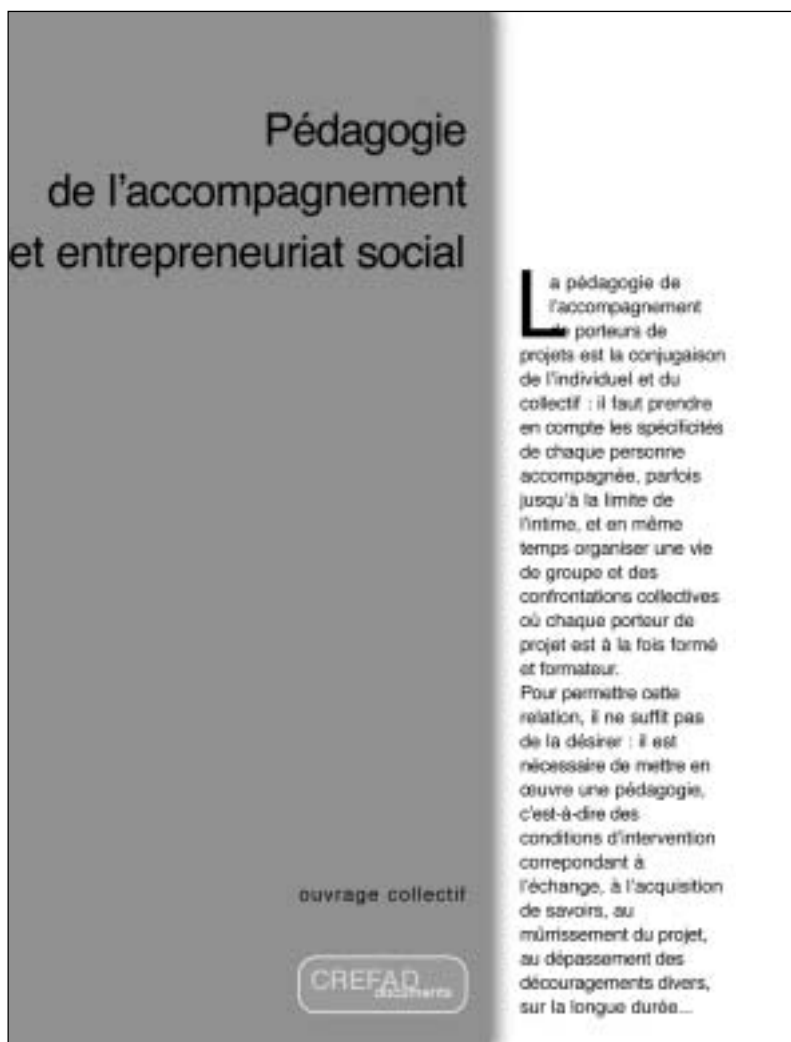 Pédagogie
de l'accompagnement
et entrepreneuriat social
ouvrage collectif
CREFAD
documents
La pédagogie de
l'accompagnement
de porteurs de
projets est la conjugaison
de l'individuel et du
collectif : il faut prendre
en compte les spécificités
de chaque personne
accompagnée, parfois
jusqu'à la limite de
l'intime, et en même
temps organiser une vie
de groupe et des
confrontations collectives
où chaque porteur de
projet est à la fois formé
et formateur.
Pour permettre cette
relation, il ne suffit pas
de la désirer : il est
nécessaire de mettre en
œuvre une pédagogie,
c'est-à-dire des
conditions d'intervention
correpondant à
l'échange, à l'acquisition
de savoirs, au
mûrrissement du projet,
au dépassement des
découragements divers,
sur la longue durée...